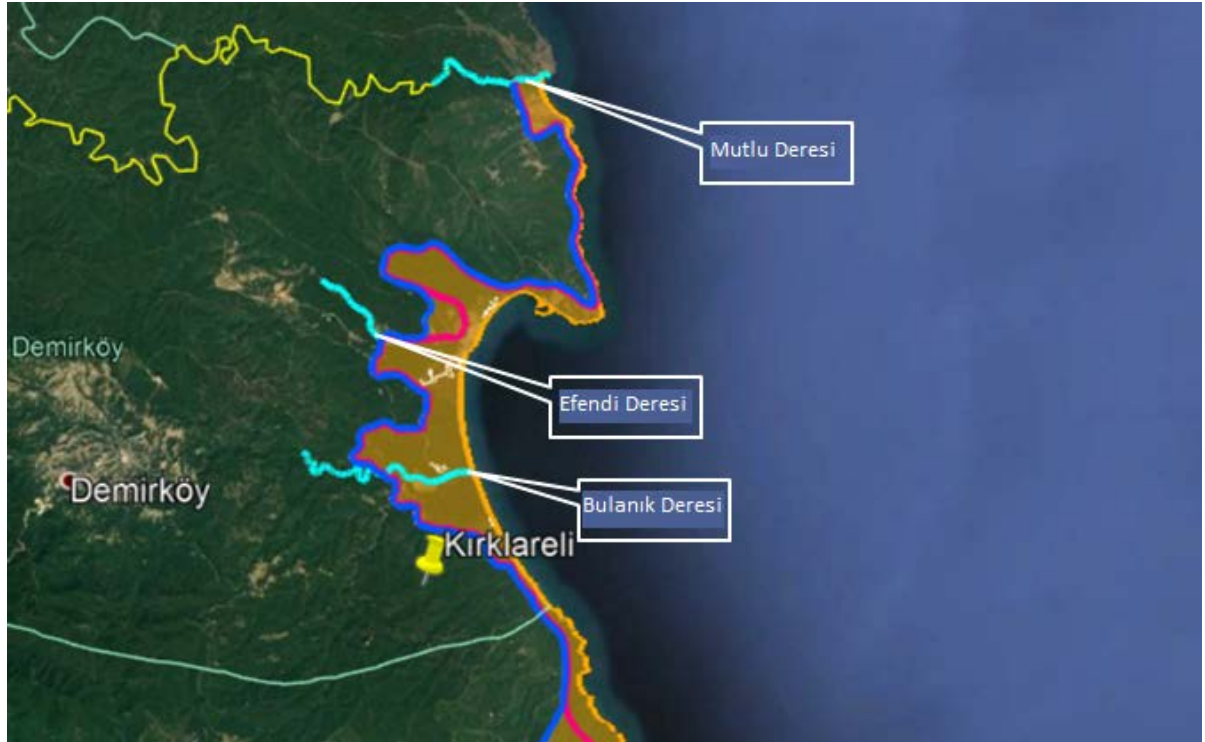 Mutlu Deresi
Demirköy
Efendi Deresi
Demirköy
Bulanık Deresi
Kırklareli